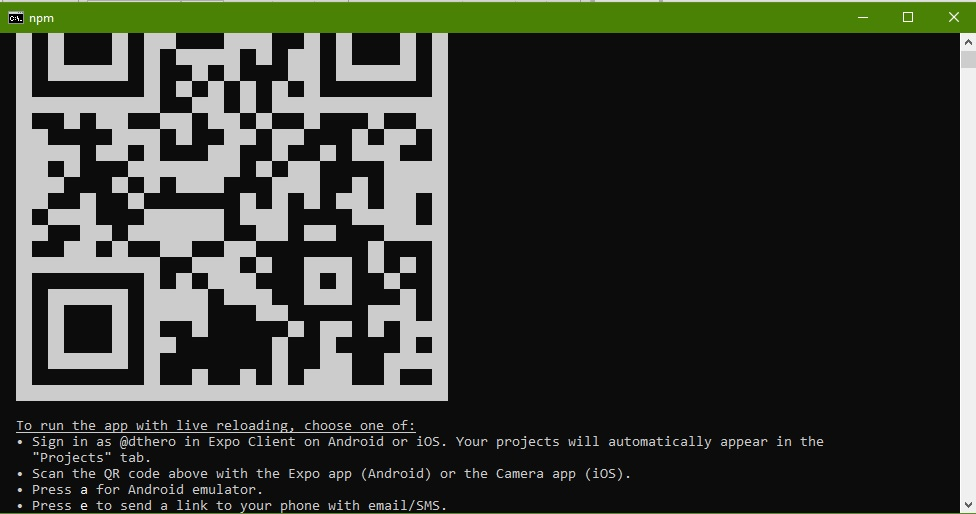 npm
To run the app with live reloading, choose one of:
• Sign in as @dthero in Expo Client on Android or iOS. Your projects will automatically appear in the
"Projects" tab.
• Scan the QR code above with the Expo app (Android) or the Camera app (iOS).
• Press a for Android emulator.
• Press e to send a link to your phone with email/SMS.